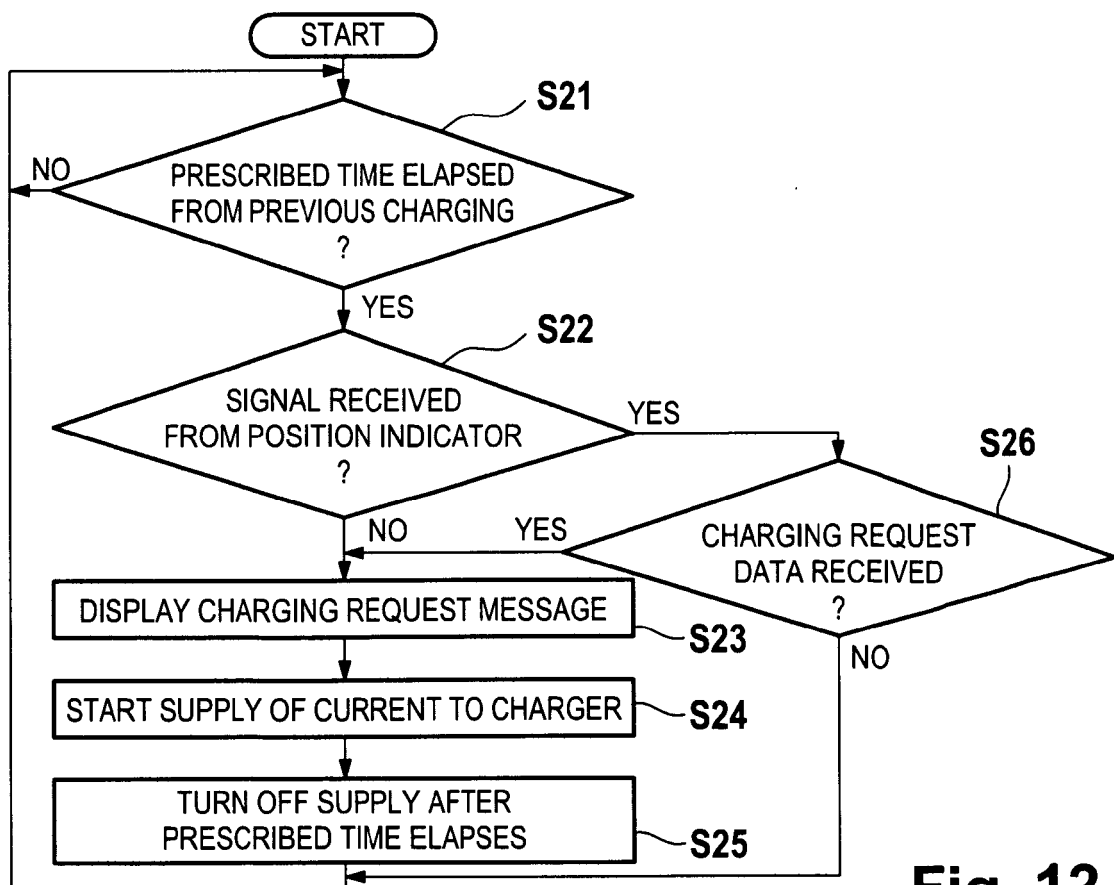 START
S21
NO
PRESCRIBED TIME ELAPSED
FROM PREVIOUS CHARGING
?
YES
S22
SIGNAL RECEIVED
FROM POSITION INDICATOR
?
YES
S26
NO
YES
CHARGING REQUEST
DATA RECEIVED
?
DISPLAY CHARGING REQUEST MESSAGE
S23
NO
START SUPPLY OF CURRENT TO CHARGER
S24
TURN OFF SUPPLY AFTER
PRESCRIBED TIME ELAPSES
S25
Fig. 12